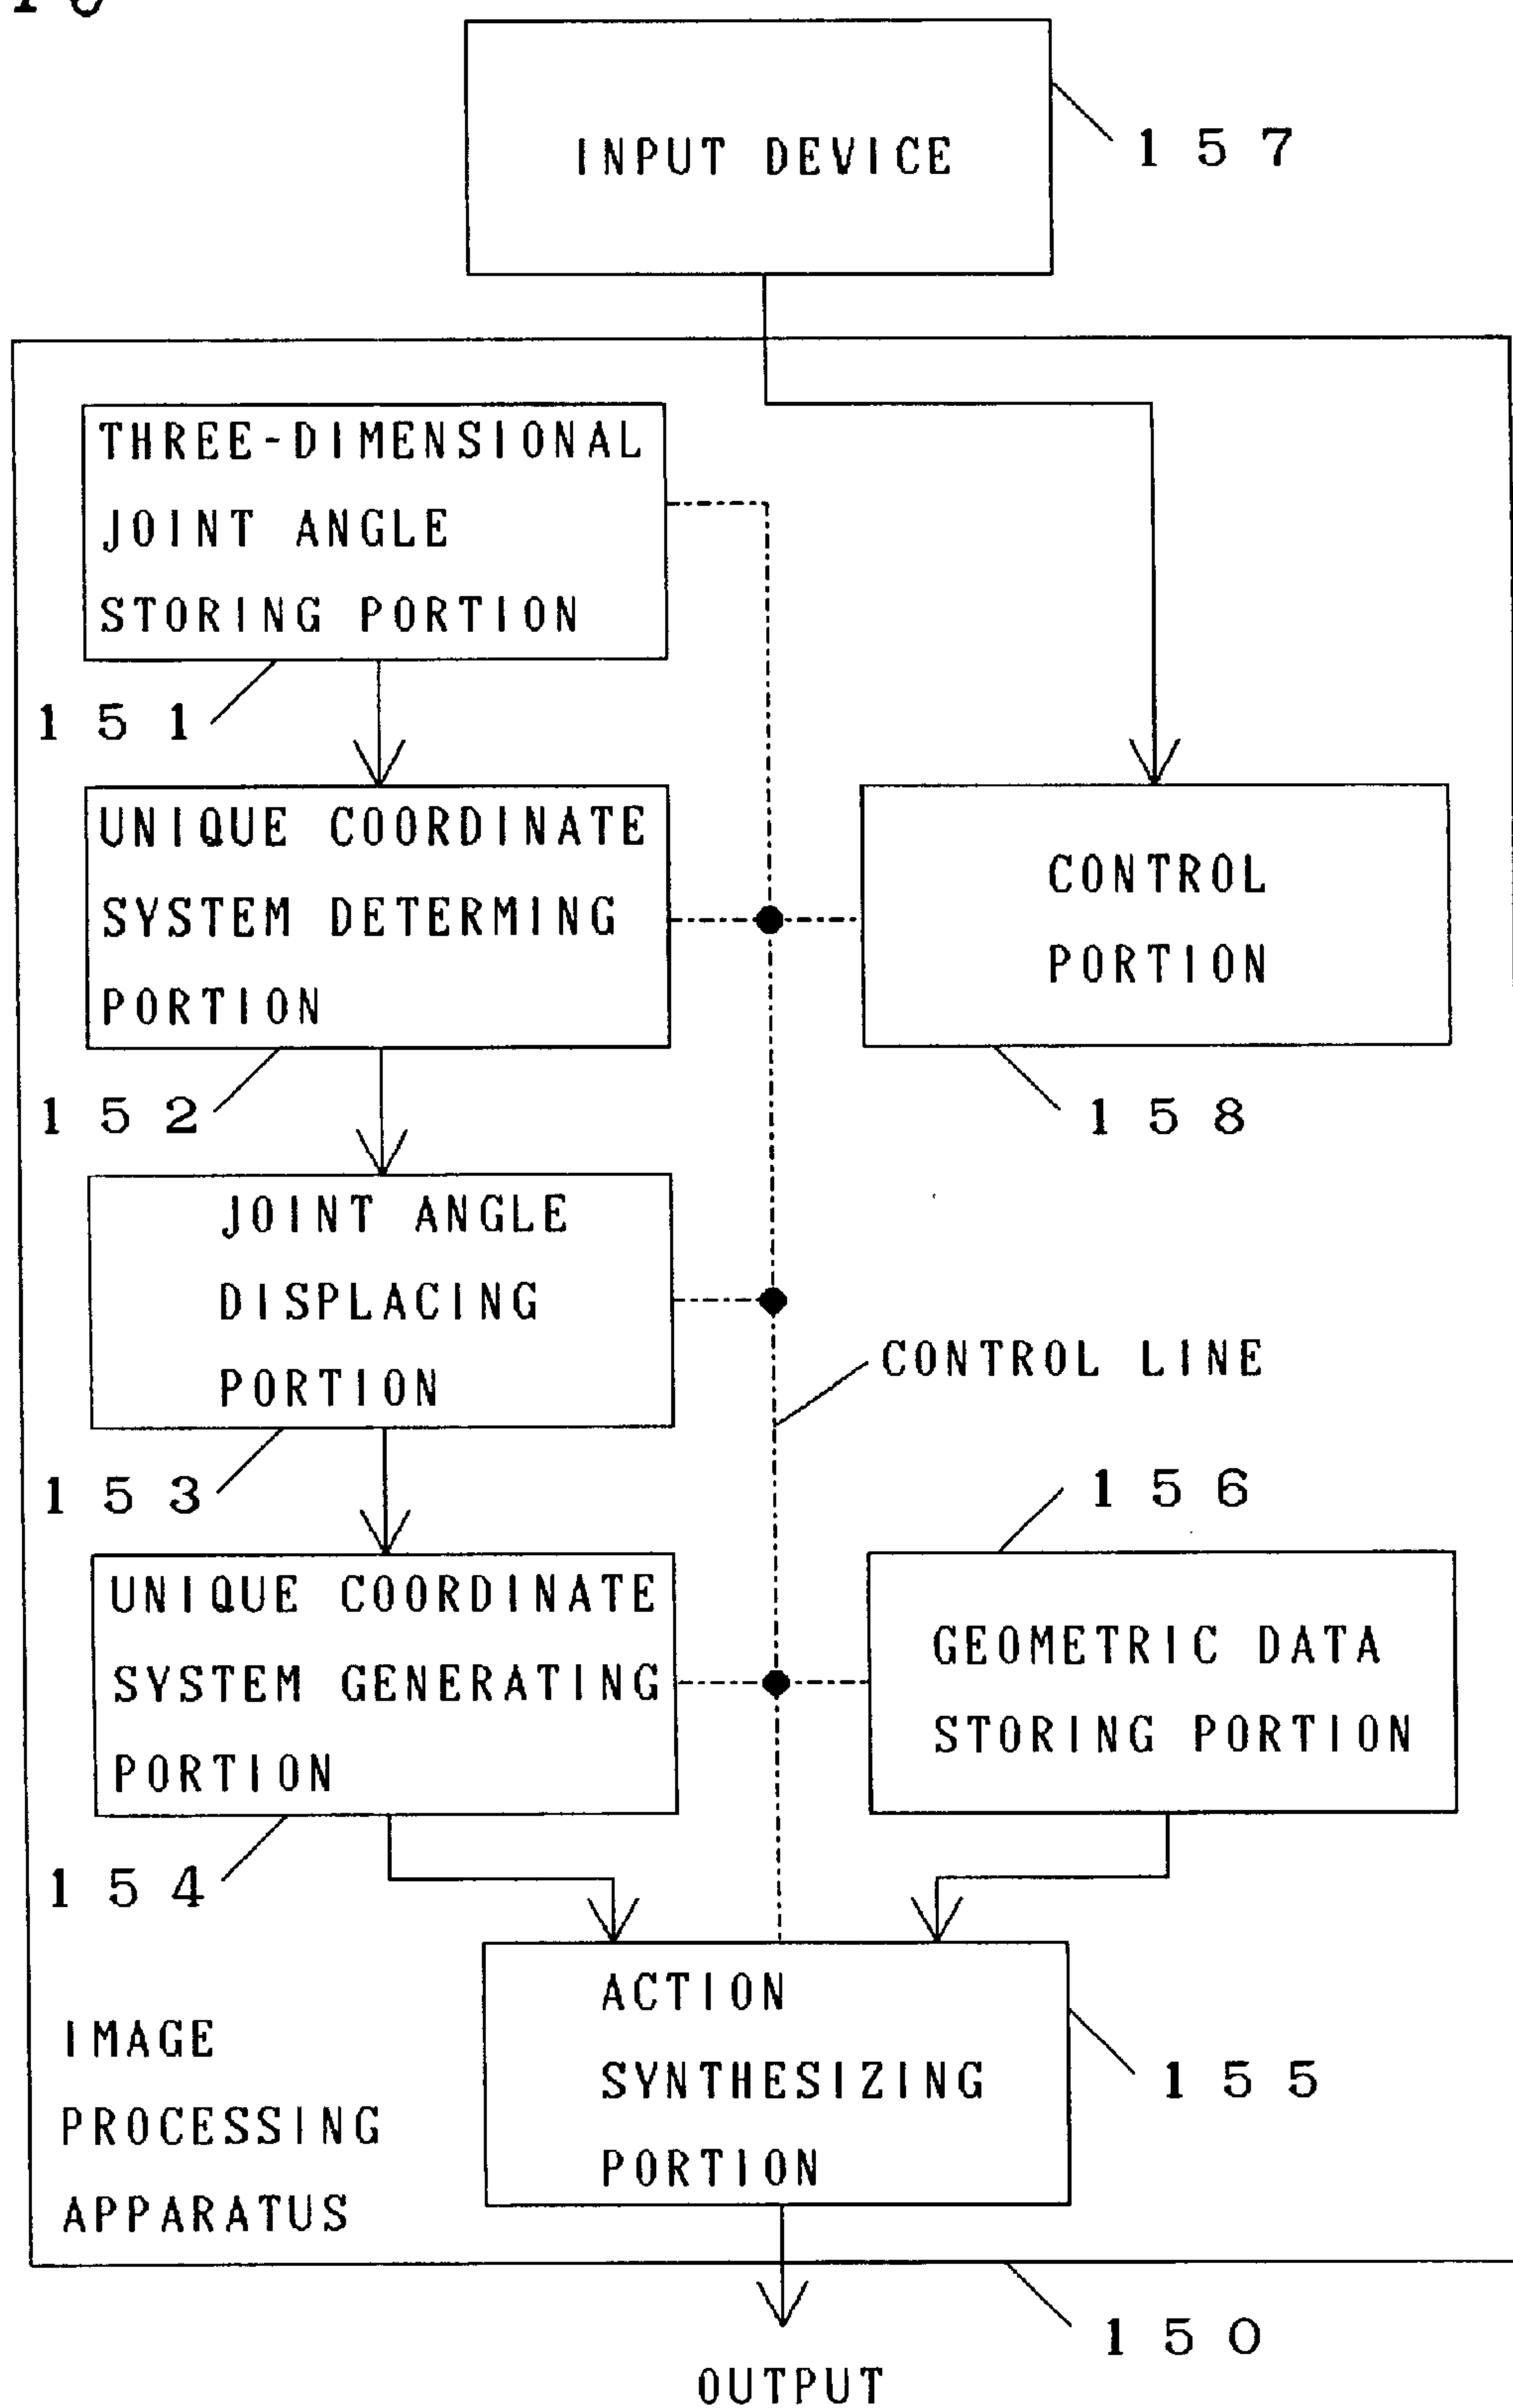 INPUT DEVICE
157
THREE-DIMENSIONAL
JOINT ANGLE
STORING PORTION
151
UNIQUE COORDINATE
SYSTEM DETERMING
PORTION
152
CONTROL
PORTION
158
JOINT ANGLE
DISPLACING
PORTION
153
CONTROL LINE
156
UNIQUE COORDINATE
SYSTEM GENERATING
PORTION
154
GEOMETRIC DATA
STORING PORTION
ACTION
SYNTHESIZING
PORTION
155
IMAGE
PROCESSING
APPARATUS
150
OUTPUT